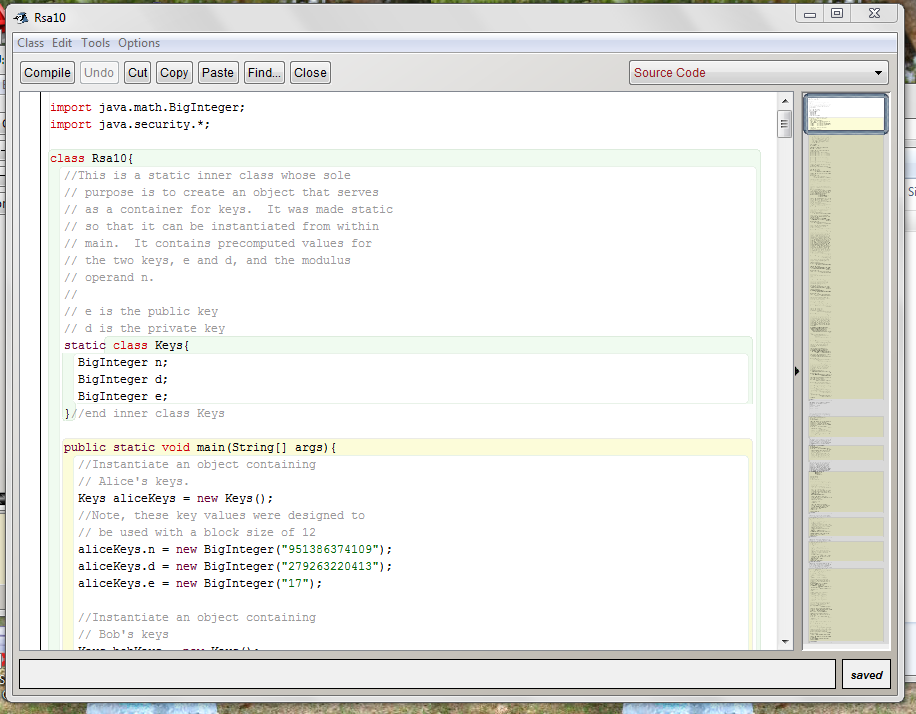 Rsa10
Class Edit Tools Options
Compile Undo Cut Copy Paste Find... Close Source Code
import java.math.BigInteger;
import java.security.*;
class Rsa10{
//This is a static inner class whose sole
// purpose is to create an object that serves
// as a container for keys.  It was made static
// so that it can be instantiated from within
// main.  It contains precomputed values for
// the two keys, e and d, and the modulus
// operand n.
//
// e is the public key
// d is the private key
static class Keys{
BigInteger n;
BigInteger d;
BigInteger e;
}//end inner class Keys
public static void main(String[] args){
//Instantiate an object containing
// Alice's keys.
Keys aliceKeys = new Keys();
//Note, these key values were designed to
// be used with a block size of 12
aliceKeys.n = new BigInteger("951386374109");
aliceKeys.d = new BigInteger("279263220413");
aliceKeys.e = new BigInteger("17");
//Instantiate an object containing
// Bob's keys
Keys bobKeys = new Keys();
saved